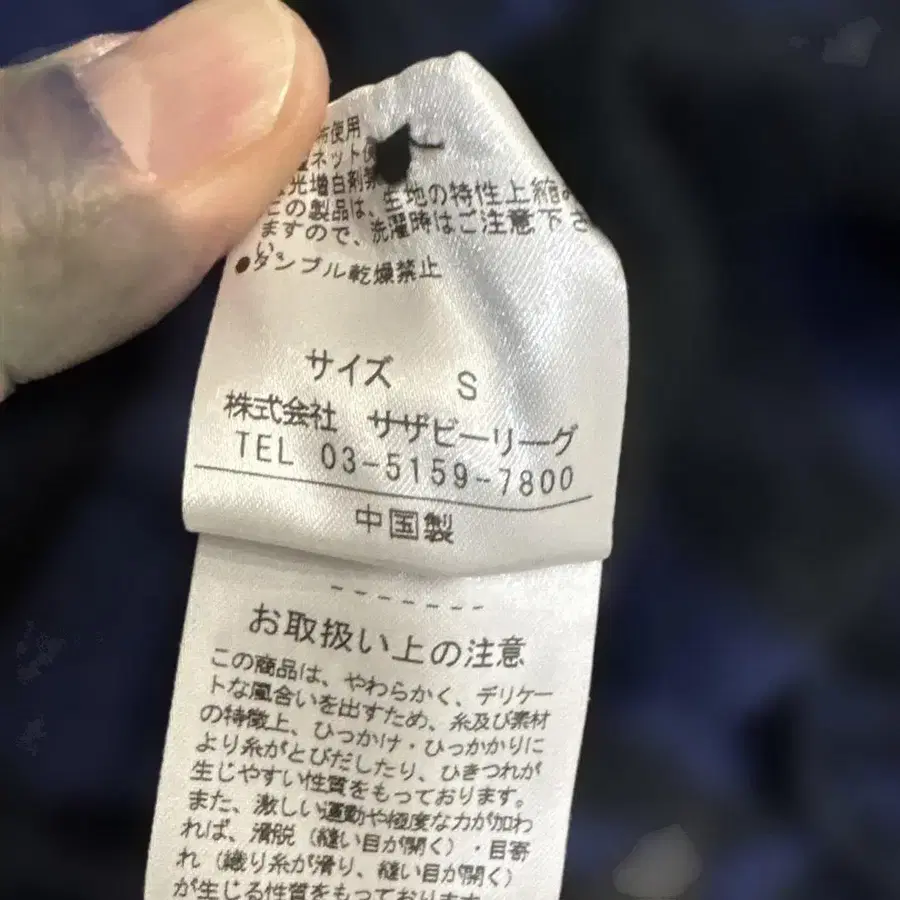 布使用
ネット
光増白剤
この製品は、生地の特性上縮み
ますので、洗濯時はご注意下さ
い。
●タンブル乾燥禁止
サイズ S
株式会社 サザビーリーグ
TEL 03-5159-7800
中国製
-------
お取扱い上の注意
この商品は、やわらかく、デリケー
トな風合いを出すため、糸及び素材
の特徴上、ひっかけ・ひっかかりに
より糸がとびだしたり、ひきつれが
生じやすい性質をもっております。
また、激しい運動や極度な力が加わ
れば、滑脱（縫い目が開く）・目寄
れ（織り糸が滑り、縫い目が開く）
が生じる性質をもっております